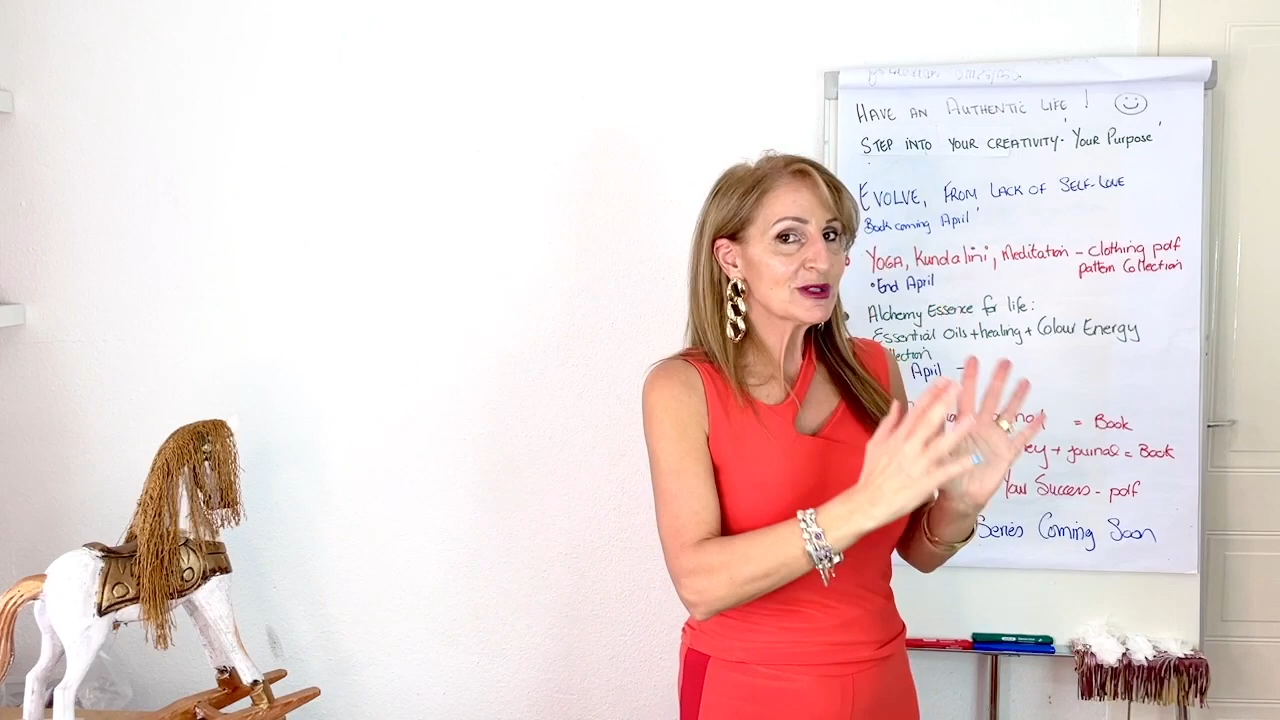 HAVE AN AUTHENTIC LIFE !
STEP INTO YOUR CREATIVITY - 'Your Purpose'
EVOLVE, FROM LACK OF SELF-LOVE
Book coming April'
YOGA, Kundalini, Meditation - Clothing pdf
pattern Collection
• End April
Alchemy Essence for life:
Essential Oils + healing + Colour Energy
April -
= Book
+ Journal = Book
Your Success - pdf
Series Coming Soon